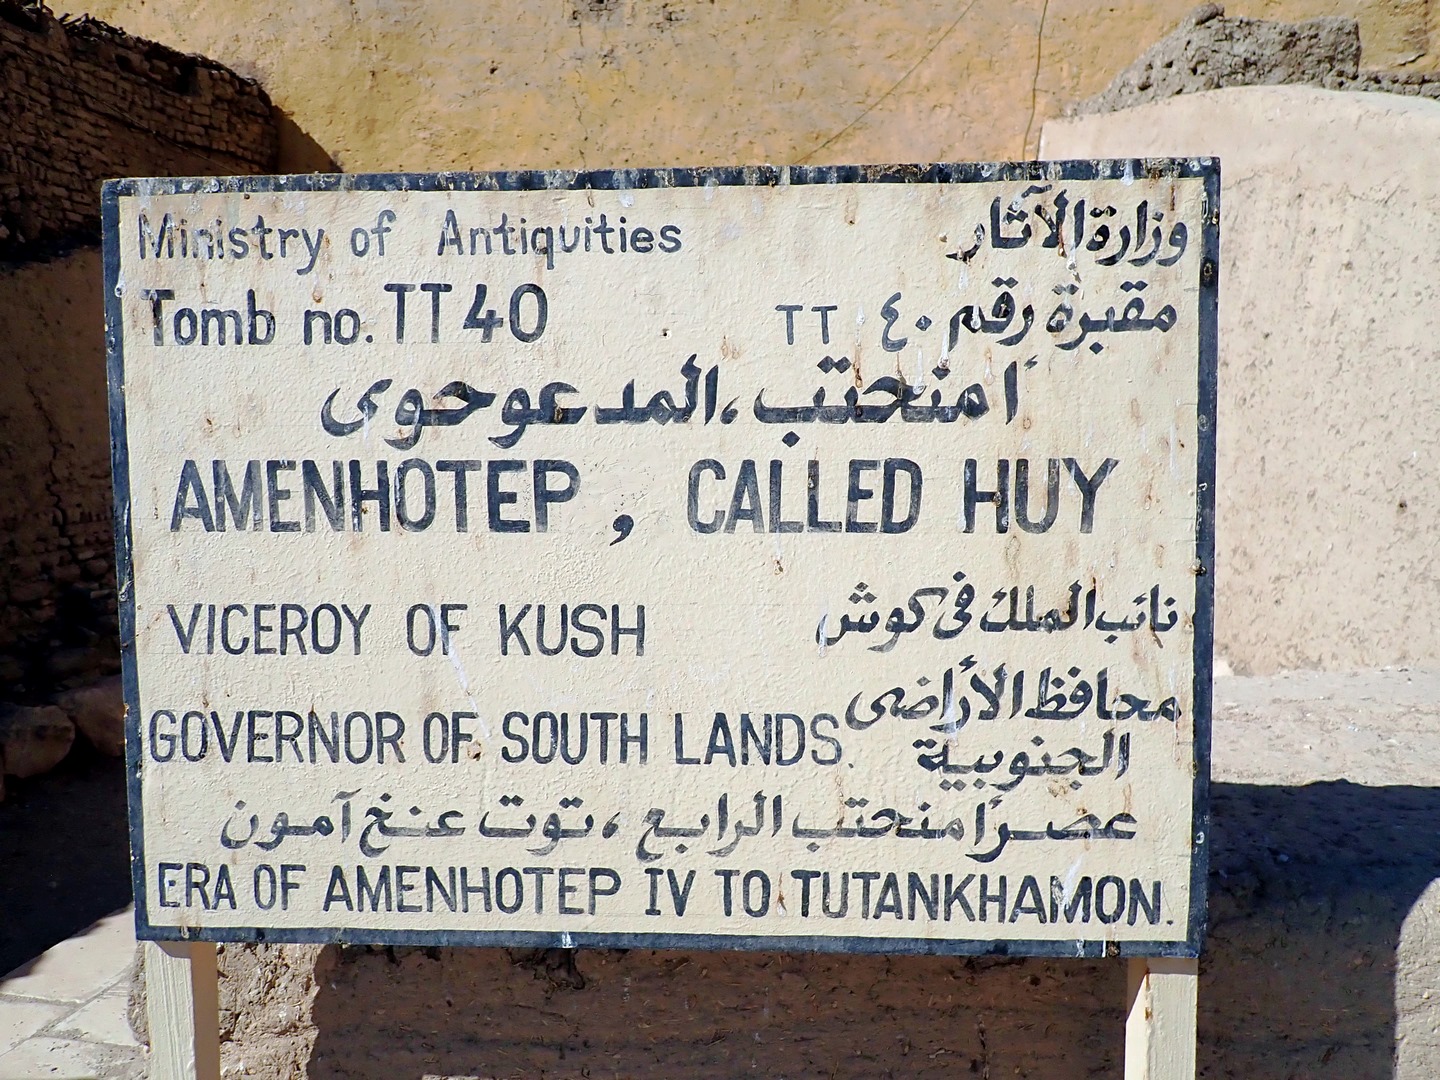 Ministry of Antiquities وزارة الآثار
Tomb no. TT40 مقبرة رقم ٤٠ TT
أمنحتب، المدعو حوى
AMENHOTEP , CALLED HUY
VICEROY OF KUSH نائب الملك فى كوش
GOVERNOR OF SOUTH LANDS. محافظ الأراضى
الجنوبية
عصر أمنحتب الرابع ، توت عنخ آمون
ERA OF AMENHOTEP IV TO TUTANKHAMON.